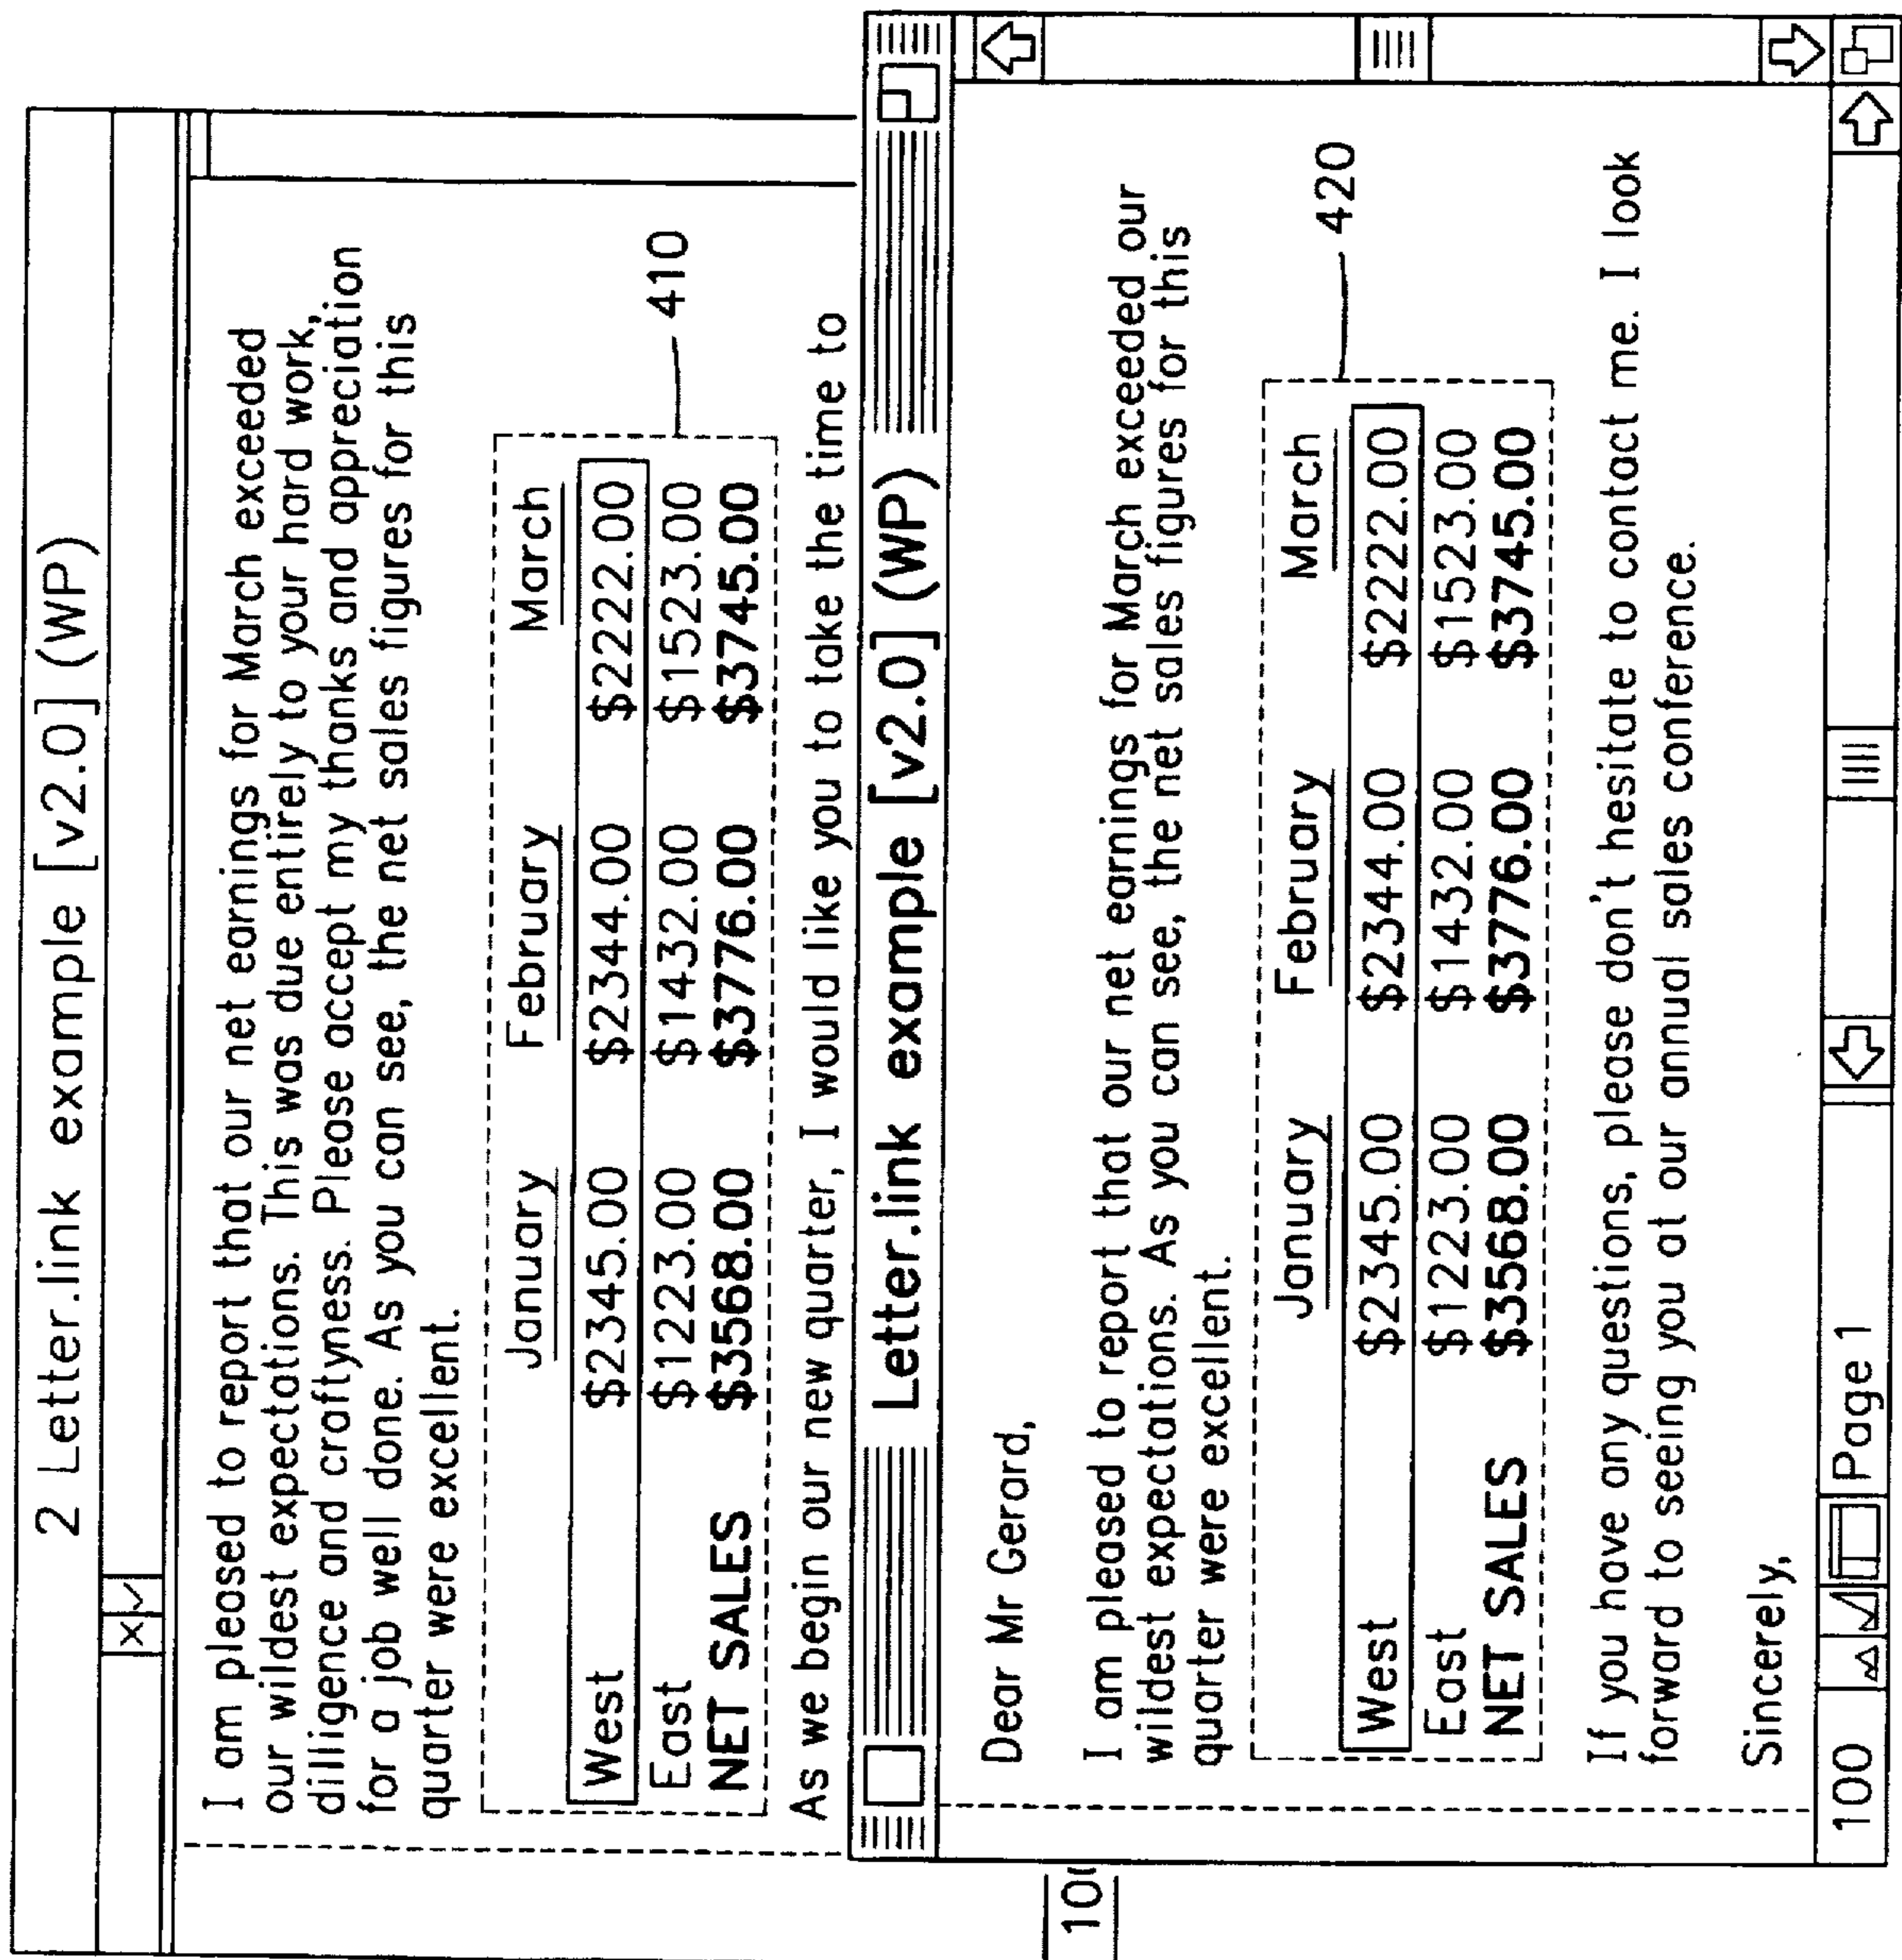 2 Letter.link example [v2.0] (WP)
I am pleased to report that our net earnings for March exceeded
our wildest expectations. This was due entirely to your hard work,
dilligence and craftyness. Please accept my thanks and appreciation
for a job well done. As you can see, the net sales figures for this
quarter were excellent.
January February March
West $2345.00 $2344.00 $2222.00
East $1223.00 $1432.00 $1523.00
NET SALES $3568.00 $3776.00 $3745.00
410
As we begin our new quarter, I would like you to take the time to
Letter.link example [v2.0] (WP)
Dear Mr Gerard,
I am pleased to report that our net earnings for March exceeded our
wildest expectations. As you can see, the net sales figures for this
quarter were excellent.
January February March
West $2345.00 $2344.00 $2222.00
East $1223.00 $1432.00 $1523.00
NET SALES $3568.00 $3776.00 $3745.00
420
If you have any questions, please don't hesitate to contact me. I look
forward to seeing you at our annual sales conference.
Sincerely,
100 Page 1